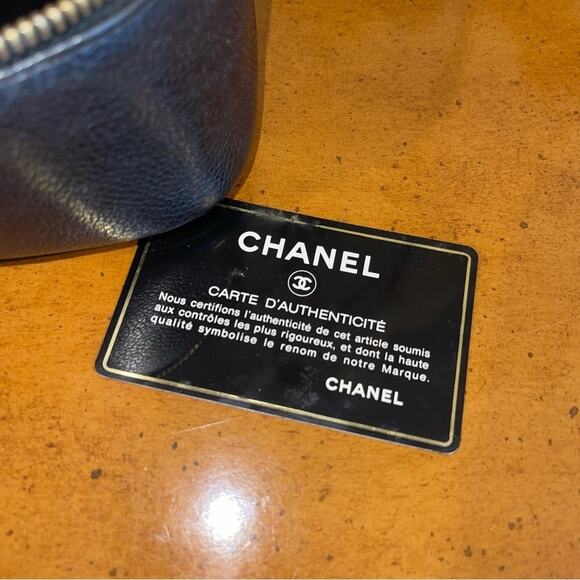 CHANEL
CARTE D'AUTHENTICITÉ
Nous certifions l'authenticité de cet article soumis
aux contrôles les plus rigoureux, et dont la haute
qualité symbolise le renom de notre Marque.
CHANEL